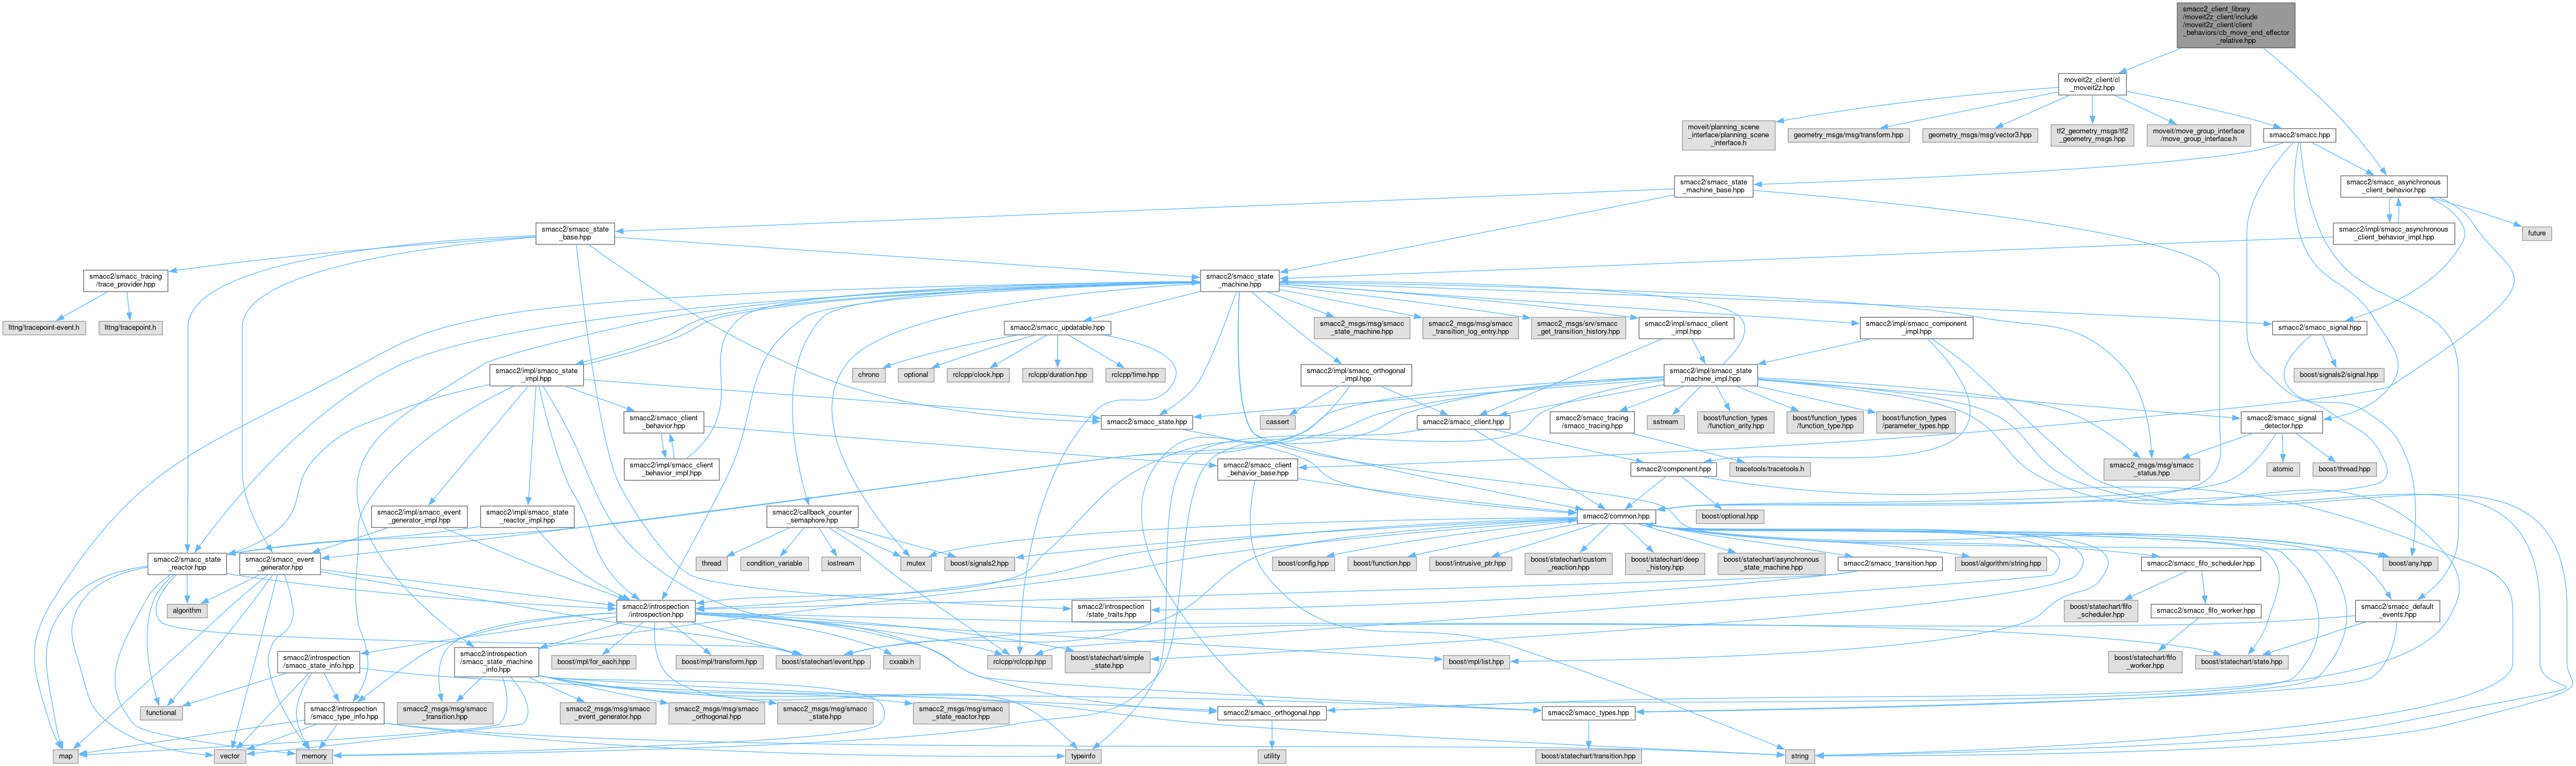 smacc2_client_library
/moveit2z_client/include
/moveit2z_client/client
_behaviors/cb_move_end_effector
_relative.hpp
moveit2z_client/cl
_moveit2z.hpp
moveit/planning_scene
_interface/planning_scene
_interface.h
geometry_msgs/msg/transform.hpp
geometry_msgs/msg/vector3.hpp
tf2_geometry_msgs/tf2
_geometry_msgs.hpp
moveit/move_group_interface
/move_group_interface.h
smacc2/smacc.hpp
smacc2/smacc_state
_machine_base.hpp
smacc2/smacc_asynchronous
_client_behavior.hpp
smacc2/smacc_state
_base.hpp
smacc2/impl/smacc_asynchronous
_client_behavior_impl.hpp
future
smacc2/smacc_tracing
/trace_provider.hpp
smacc2/smacc_state
_machine.hpp
lttng/tracepoint-event.h
lttng/tracepoint.h
smacc2/smacc_updatable.hpp
smacc2_msgs/msg/smacc
_state_machine.hpp
smacc2_msgs/msg/smacc
_transition_log_entry.hpp
smacc2_msgs/srv/smacc
_get_transition_history.hpp
smacc2/impl/smacc_client
_impl.hpp
smacc2/impl/smacc_component
_impl.hpp
smacc2/smacc_signal.hpp
smacc2/impl/smacc_state
_impl.hpp
chrono
optional
rclcpp/clock.hpp
rclcpp/duration.hpp
rclcpp/time.hpp
smacc2/impl/smacc_orthogonal
_impl.hpp
smacc2/impl/smacc_state
_machine_impl.hpp
boost/signals2/signal.hpp
smacc2/smacc_client
_behavior.hpp
smacc2/smacc_state.hpp
cassert
smacc2/smacc_client.hpp
smacc2/smacc_tracing
/smacc_tracing.hpp
sstream
boost/function_types
/function_arity.hpp
boost/function_types
/function_type.hpp
boost/function_types
/parameter_types.hpp
smacc2/smacc_signal
_detector.hpp
smacc2/impl/smacc_client
_behavior_impl.hpp
smacc2/smacc_client
_behavior_base.hpp
smacc2/component.hpp
tracetools/tracetools.h
smacc2_msgs/msg/smacc
_status.hpp
atomic
boost/thread.hpp
smacc2/impl/smacc_event
_generator_impl.hpp
smacc2/impl/smacc_state
_reactor_impl.hpp
smacc2/callback_counter
_semaphore.hpp
smacc2/common.hpp
boost/optional.hpp
smacc2/smacc_state
_reactor.hpp
smacc2/smacc_event
_generator.hpp
thread
condition_variable
iostream
mutex
boost/signals2.hpp
boost/config.hpp
boost/function.hpp
boost/intrusive_ptr.hpp
boost/statechart/custom
_reaction.hpp
boost/statechart/deep
_history.hpp
boost/statechart/asynchronous
_state_machine.hpp
smacc2/smacc_transition.hpp
boost/algorithm/string.hpp
smacc2/smacc_fifo_scheduler.hpp
boost/any.hpp
algorithm
smacc2/introspection
/introspection.hpp
smacc2/introspection
/state_traits.hpp
boost/statechart/fifo
_scheduler.hpp
smacc2/smacc_fifo_worker.hpp
smacc2/smacc_default
_events.hpp
smacc2/introspection
/smacc_state_info.hpp
smacc2/introspection
/smacc_state_machine
_info.hpp
boost/mpl/for_each.hpp
boost/mpl/transform.hpp
boost/statechart/event.hpp
cxxabi.h
rclcpp/rclcpp.hpp
boost/statechart/simple
_state.hpp
boost/mpl/list.hpp
boost/statechart/fifo
_worker.hpp
boost/statechart/state.hpp
functional
smacc2/introspection
/smacc_type_info.hpp
smacc2_msgs/msg/smacc
_transition.hpp
smacc2_msgs/msg/smacc
_event_generator.hpp
smacc2_msgs/msg/smacc
_orthogonal.hpp
smacc2_msgs/msg/smacc
_state.hpp
smacc2_msgs/msg/smacc
_state_reactor.hpp
smacc2/smacc_orthogonal.hpp
smacc2/smacc_types.hpp
map
vector
memory
typeinfo
utility
boost/statechart/transition.hpp
string